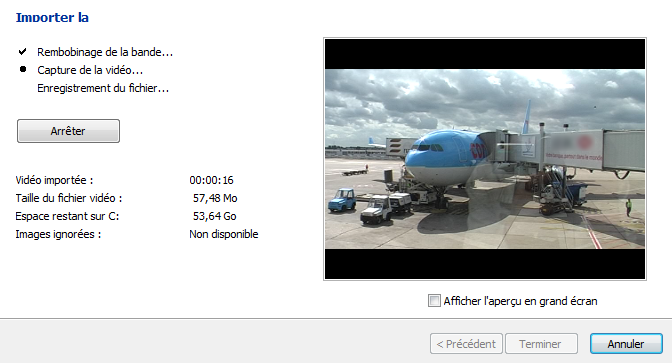 Importer la
Rembobinage de la bande...
Capture de la vidéo...
Enregistrement du fichier...
Arrêter
Vidéo importée : 00:00:16
Taille du fichier vidéo : 57,48 Mo
Espace restant sur C: 53,64 Go
Images ignorées : Non disponible
Afficher l'aperçu en grand écran
< Précédent
Terminer
Annuler